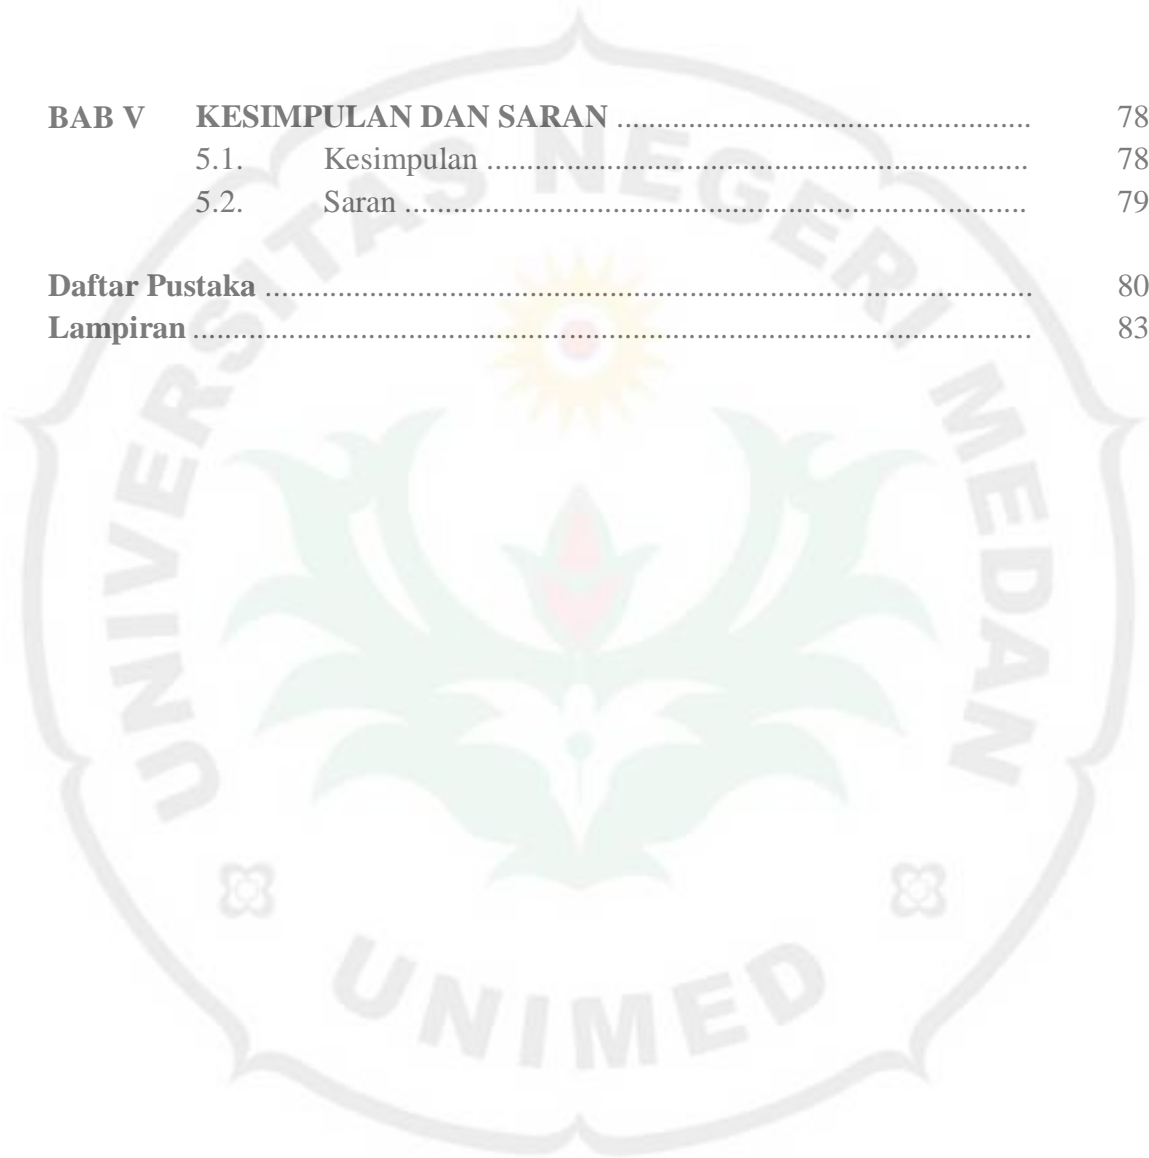 BAB V KESIMPULAN DAN SARAN ................................................... 78
5.1. Kesimpulan ................................................................... 78
5.2. Saran ............................................................................. 79
Daftar Pustaka ............................................................................................... 80
Lampiran ........................................................................................................ 83
UNIVERSITAS NEGERI MEDAN
UNIMED